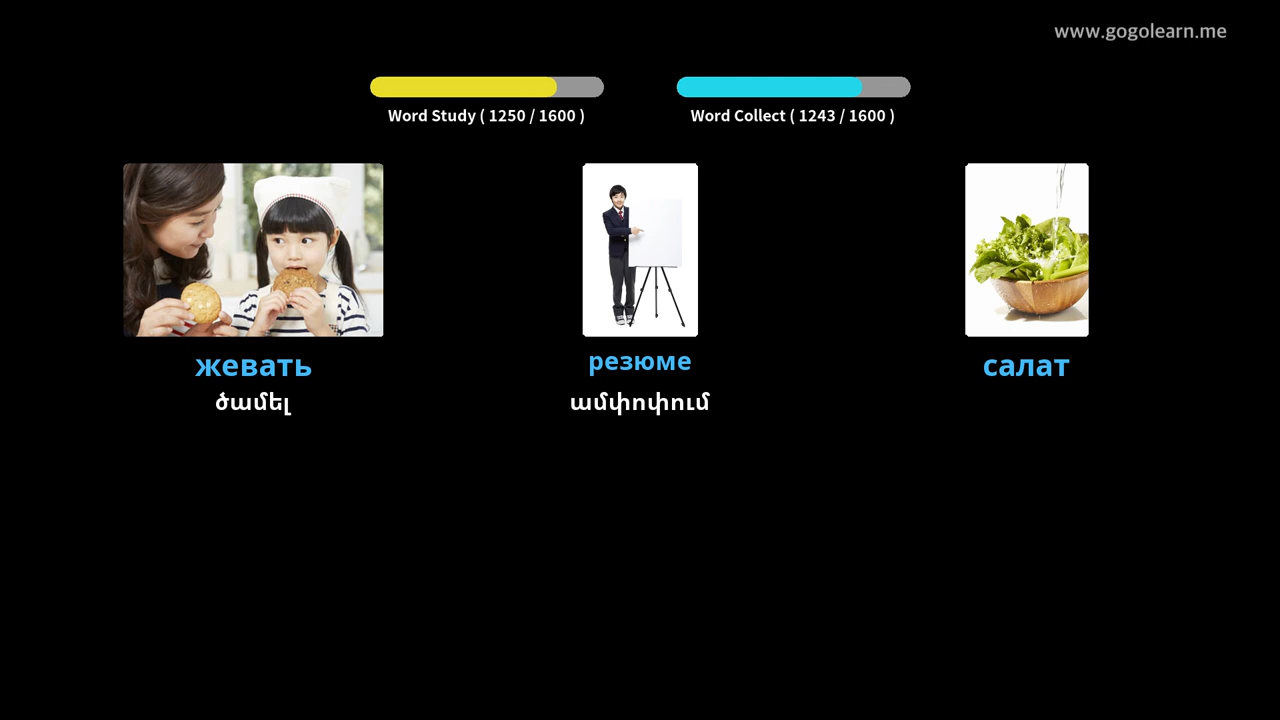 www.gogolearn.me
Word Study ( 1250 / 1600 )
Word Collect ( 1243 / 1600 )
жевать
резюме
салат
ծամել
ամփոփում